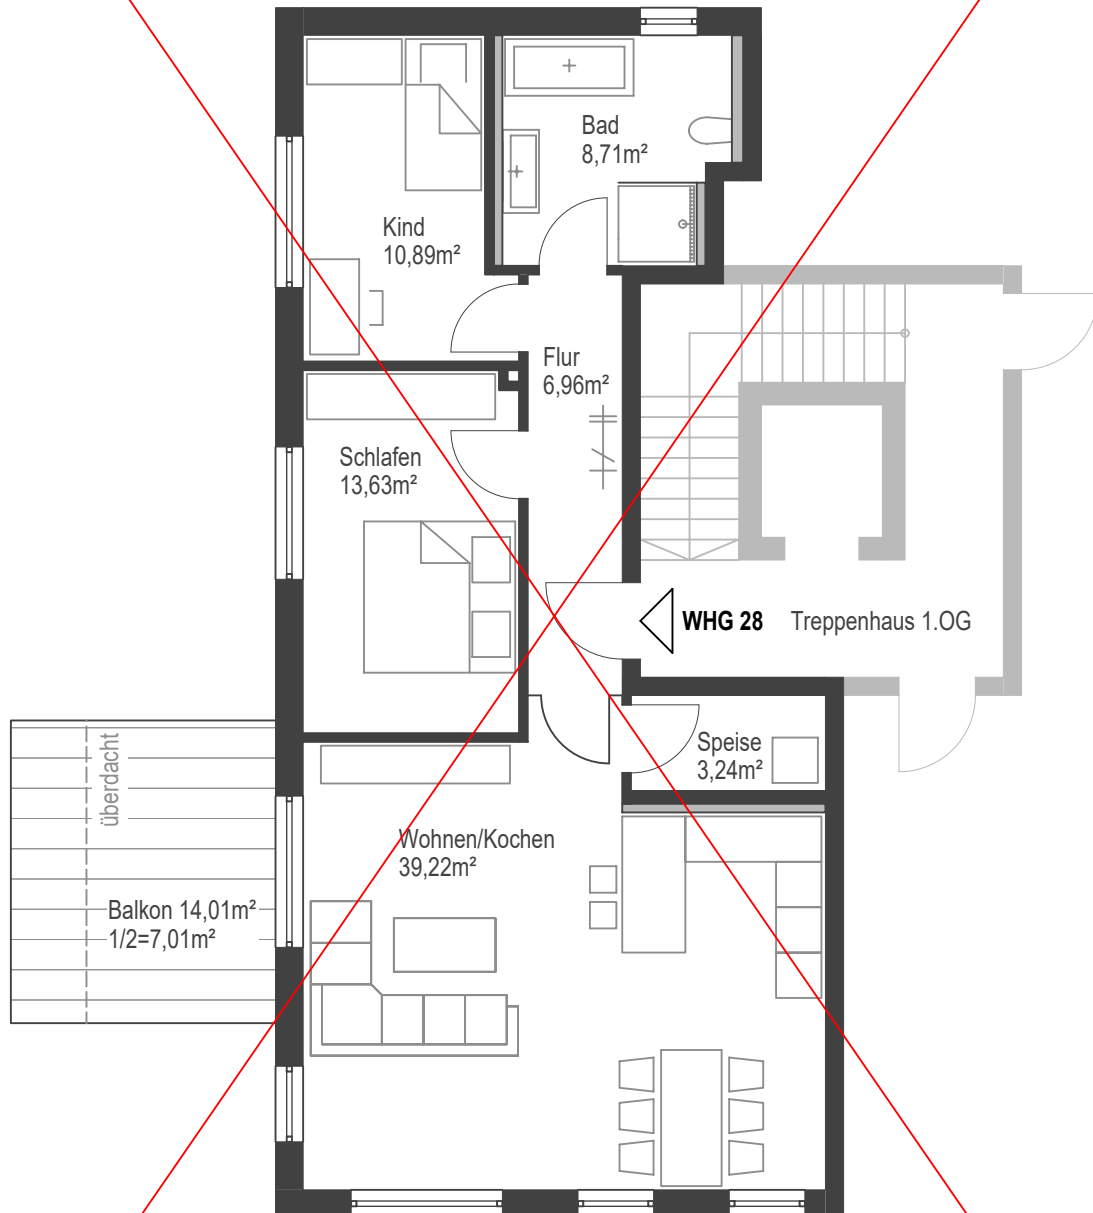 Bad
8,71m²
Kind
10,89m²
Flur
6,96m²
Schlafen
13,63m²
WHG 28
Treppenhaus 1.OG
Speise
3,24m²
überdacht
Wohnen/Kochen
39,22m²
Balkon 14,01m²
1/2=7,01m²